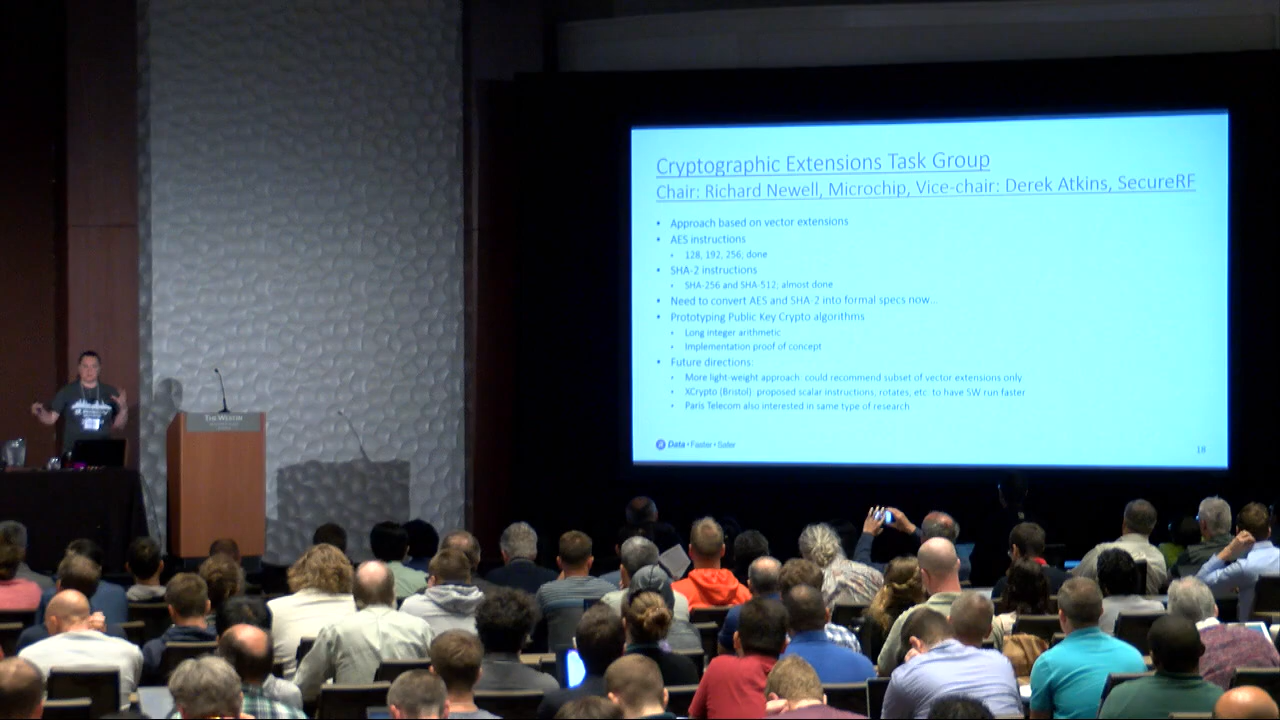 Cryptographic Extensions Task Group
Chair: Richard Newell, Microchip, Vice-chair: Derek Atkins, SecureRF
• Approach based on vector extensions
• AES instructions
• 128, 192, 256; done
• SHA-2 instructions
• SHA-256 and SHA-512; almost done
• Need to convert AES and SHA-2 into formal specs now...
• Prototyping Public Key Crypto algorithms
• Long integer arithmetic
• Implementation proof of concept
• Future directions:
• More light-weight approach: could recommend subset of vector extensions only
• XCrypto (Bristol): proposed scalar instructions, rotates, etc. to have SW run faster
• Paris Telecom also interested in same type of research
Data • Faster • Safer
18
THE WESTIN